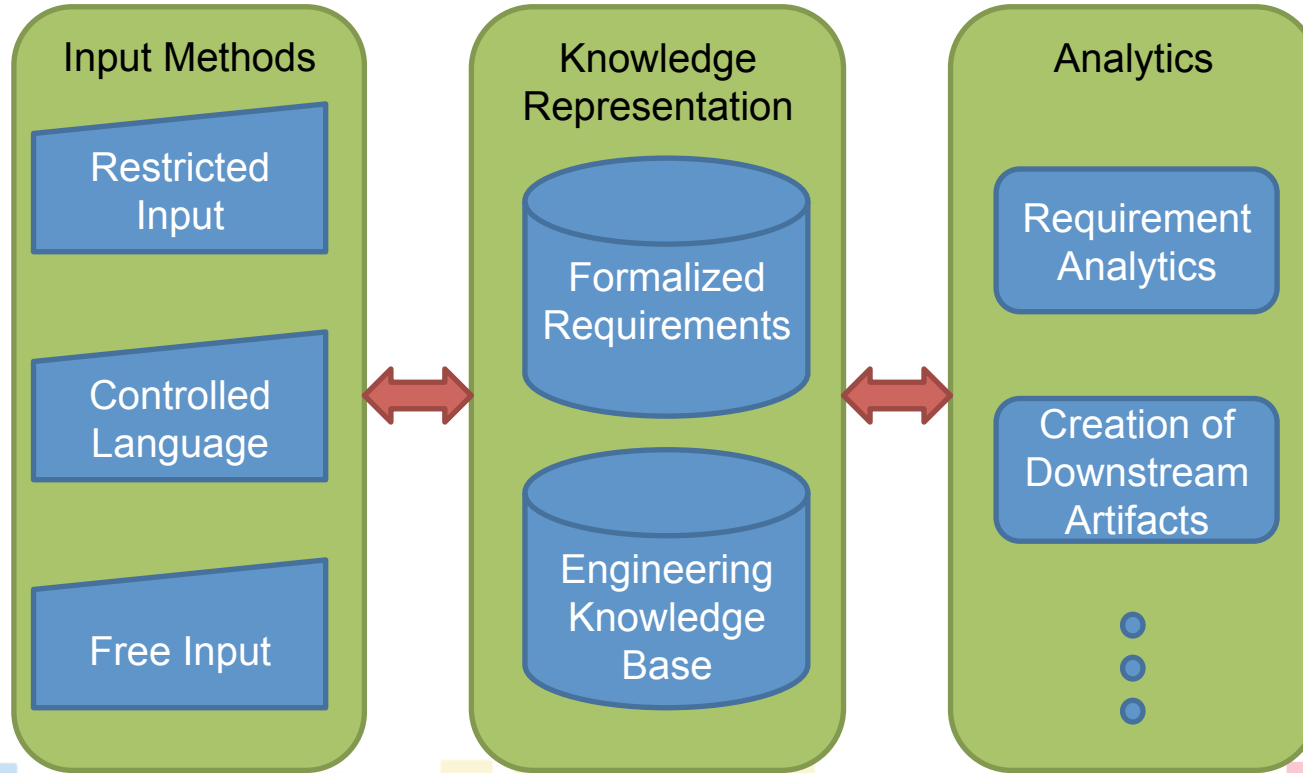 Input Methods
Restricted
Input
Controlled
Language
Free Input
Knowledge
Representation
Formalized
Requirements
Engineering
Knowledge
Base
Analytics
Requirement
Analytics
Creation of
Downstream
Artifacts